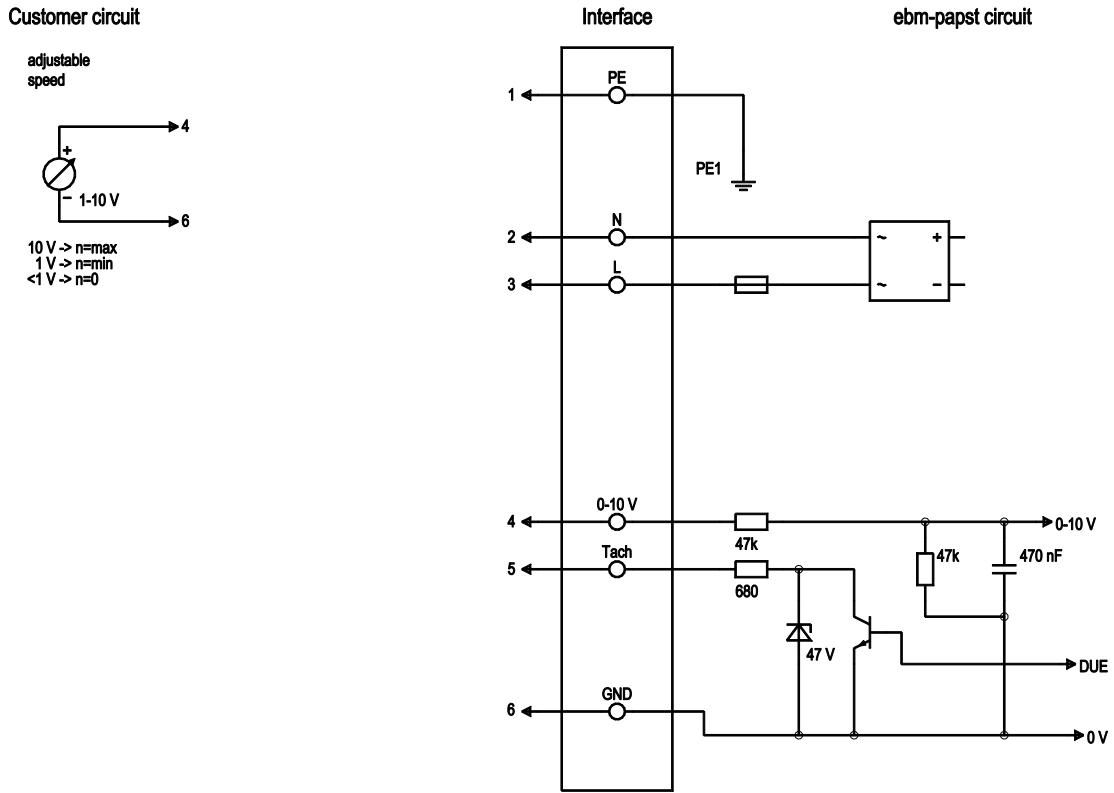 Customer circuit
Interface
ebm-papst circuit
adjustable
speed
4
+
–
1-10 V
6
10 V -> n=max
1 V -> n=min
<1 V -> n=0
PE
1
PE1
N
2
~
+
L
3
~
–
0-10 V
4
0-10 V
47k
47k
470 nF
Tach
5
680
47 V
DUE
GND
6
0 V